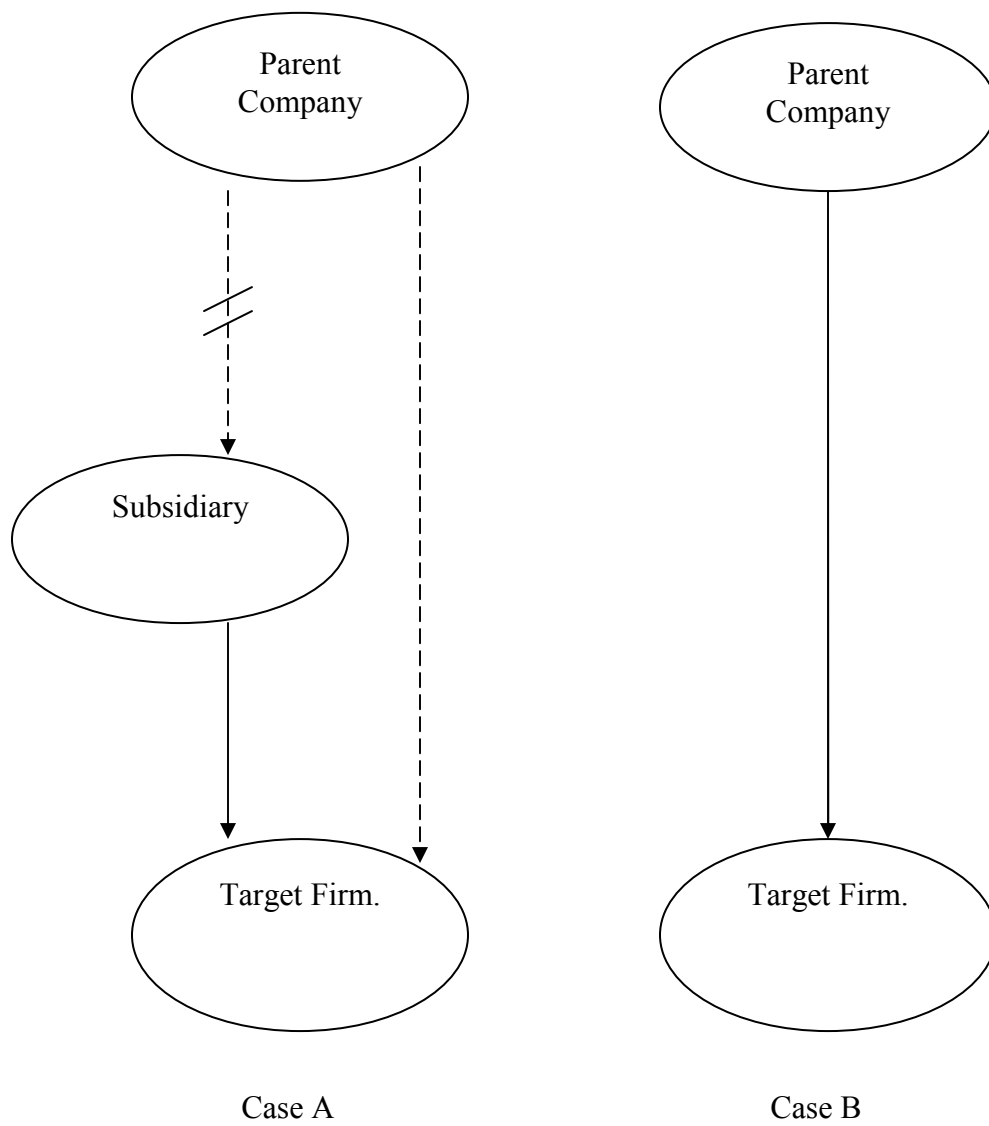 Parent
Company
Subsidiary
Target Firm.
Case A
Parent
Company
Target Firm.
Case B